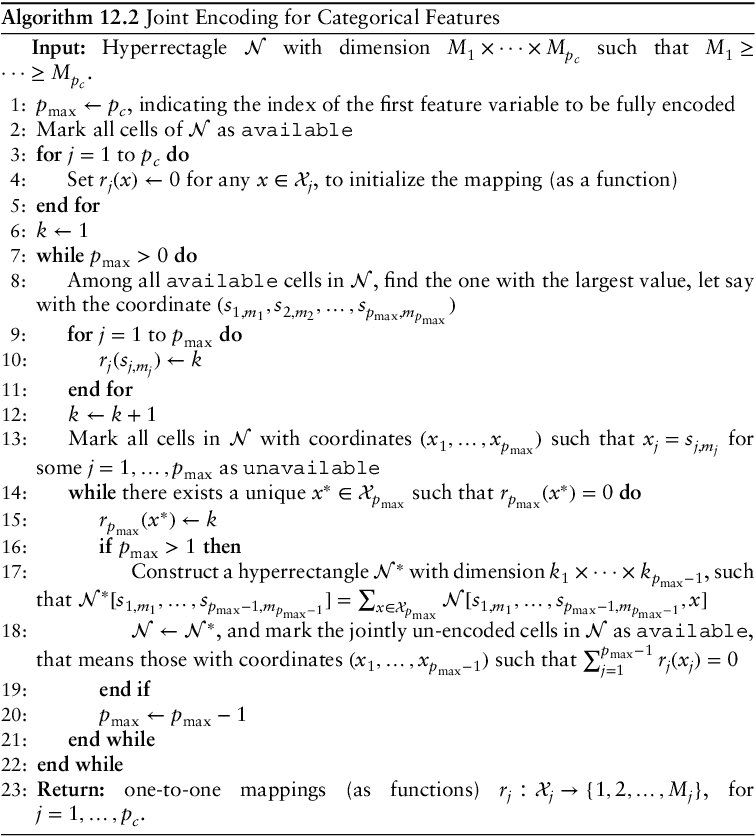 Algorithm 12.2 Joint Encoding for Categorical Features
Input: Hyperrectagle 𝒩 with dimension M₁ × ⋯ × M_{p_c} such that M₁ ≥
⋯ ≥ M_{p_c}.
1: p_max ← p_c, indicating the index of the first feature variable to be fully encoded
2: Mark all cells of 𝒩 as available
3: for j = 1 to p_c do
4: Set r_j(x) ← 0 for any x ∈ 𝒳_j, to initialize the mapping (as a function)
5: end for
6: k ← 1
7: while p_max > 0 do
8: Among all available cells in 𝒩, find the one with the largest value, let say
with the coordinate (s_{1,m_1}, s_{2,m_2}, … , s_{p_max,m_{p_max}})
9: for j = 1 to p_max do
10: r_j(s_{j,m_j}) ← k
11: end for
12: k ← k + 1
13: Mark all cells in 𝒩 with coordinates (x₁, … , x_{p_max}) such that x_j = s_{j,m_j} for
some j = 1, … , p_max as unavailable
14: while there exists a unique x* ∈ 𝒳_{p_max} such that r_{p_max}(x*) = 0 do
15: r_{p_max}(x*) ← k
16: if p_max > 1 then
17: Construct a hyperrectangle 𝒩* with dimension k₁ × ⋯ × k_{p_max−1}, such
that 𝒩*[s_{1,m_1}, … , s_{p_max−1,m_{p_max−1}}] = ∑_{x∈𝒳_{p_max}} 𝒩[s_{1,m_1}, … , s_{p_max−1,m_{p_max−1}}, x]
18: 𝒩 ← 𝒩*, and mark the jointly un-encoded cells in 𝒩 as available,
that means those with coordinates (x₁, … , x_{p_max−1}) such that ∑_{j=1}^{p_max−1} r_j(x_j) = 0
19: end if
20: p_max ← p_max − 1
21: end while
22: end while
23: Return: one-to-one mappings (as functions) r_j : 𝒳_j → {1, 2, … , M_j}, for
j = 1, … , p_c.